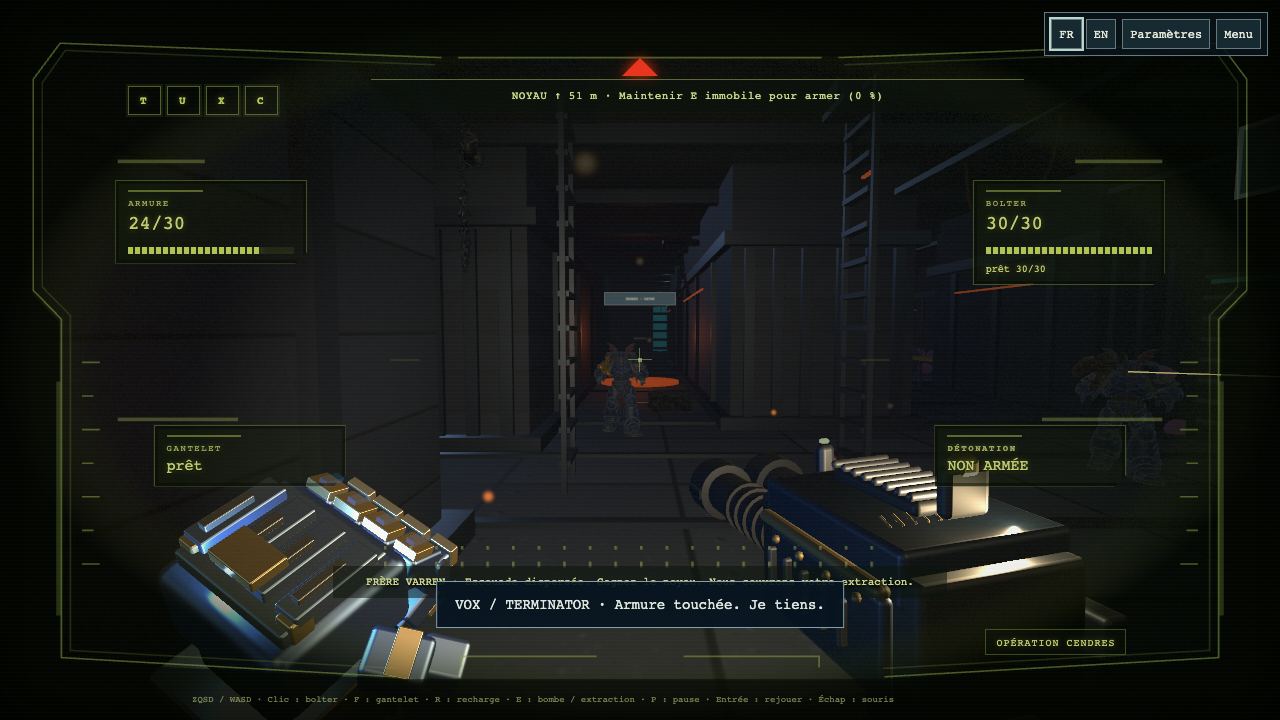 FR EN Paramètres Menu
NOYAU ↑ 51 m · Maintenir E immobile pour armer (0 %)
T U X C
ARMURE
24/30
BOLTER
30/30
prêt 30/30
GANTELET
prêt
DÉTONATION
NON ARMÉE
FRÈRE VARREN extraction.
VOX / TERMINATOR · Armure touchée. Je tiens.
OPÉRATION CENDRES
ZQSD / WASD · Clic : bolter · F : gantelet · R : recharge · E : bombe / extraction · P : pause · Entrée : rejouer · Échap : souris